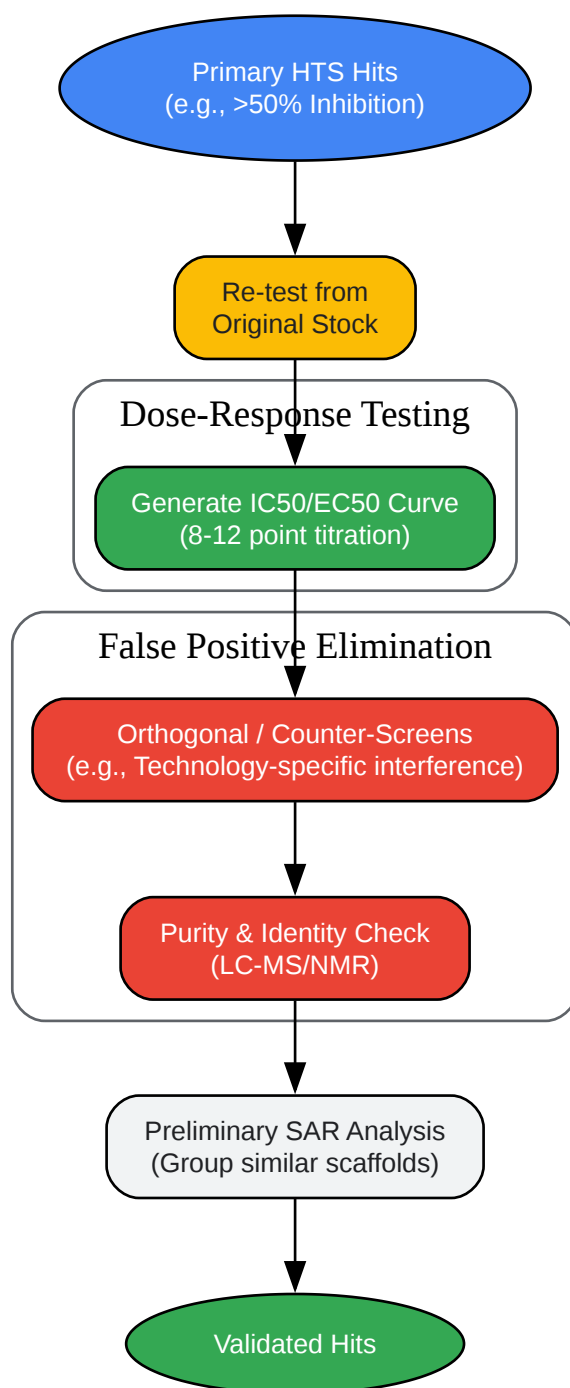 Primary HTS Hits
(e.g., >50% Inhibition)
Re-test from
Original Stock
Dose-Response Testing
Generate IC50/EC50 Curve
(8-12 point titration)
False Positive Elimination
Orthogonal / Counter-Screens
(e.g., Technology-specific interference)
Purity & Identity Check
(LC-MS/NMR)
Preliminary SAR Analysis
(Group similar scaffolds)
Validated Hits